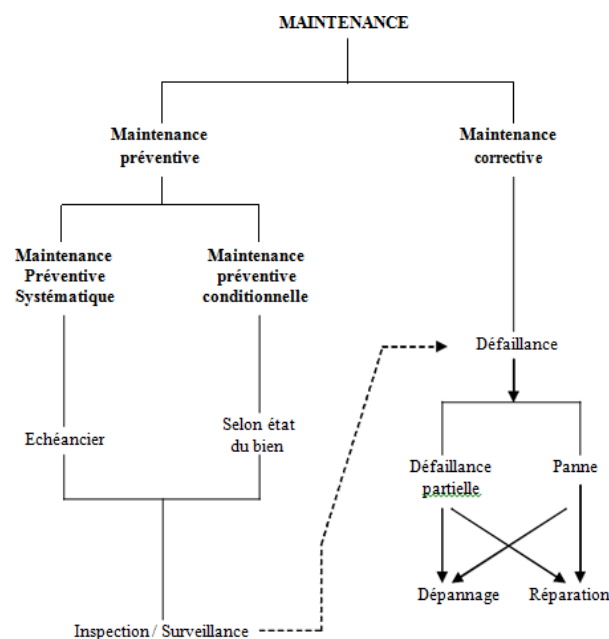 MAINTENANCE
Maintenance
préventive
Maintenance
corrective
Maintenance
Préventive
Systématique
Maintenance
préventive
conditionnelle
Défaillance
Echéancier
Selon état
du bien
Défaillance
partielle
Panne
Dépannage
Réparation
Inspection / Surveillance